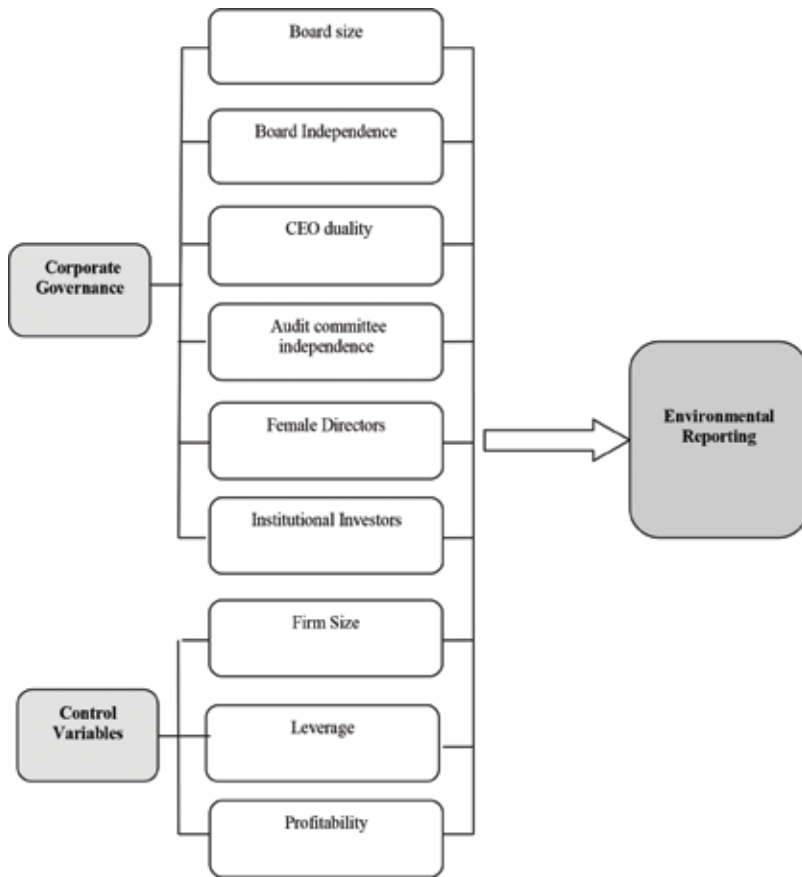 Board size
Board Independence
CEO duality
Corporate
Governance
Audit committee
independence
Female Directors
Institutional Investors
Environmental
Reporting
Firm Size
Control
Variables
Leverage
Profitability